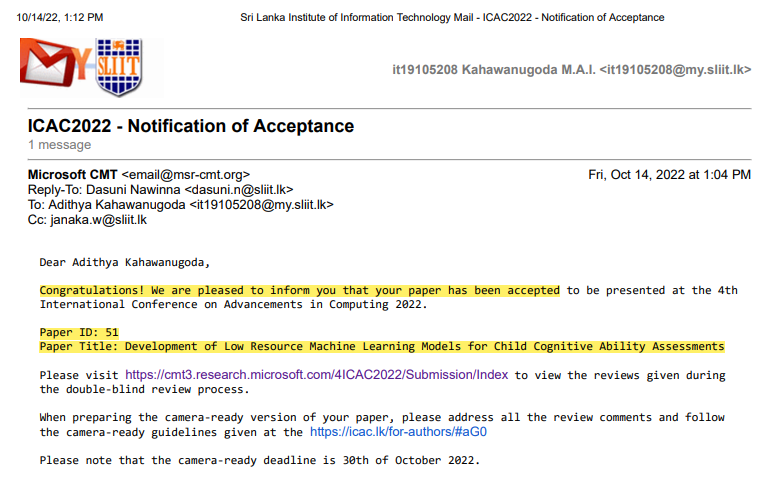 10/14/22, 1:12 PM Sri Lanka Institute of Information Technology Mail - ICAC2022 - Notification of Acceptance
MY-SLIIT
it19105208 Kahawanugoda M.A.I. <it19105208@my.sliit.lk>
ICAC2022 - Notification of Acceptance
1 message
Microsoft CMT <email@msr-cmt.org> Fri, Oct 14, 2022 at 1:04 PM
Reply-To: Dasuni Nawinna <dasuni.n@sliit.lk>
To: Adithya Kahawanugoda <it19105208@my.sliit.lk>
Cc: janaka.w@sliit.lk
Dear Adithya Kahawanugoda,
Congratulations! We are pleased to inform you that your paper has been accepted to be presented at the 4th
International Conference on Advancements in Computing 2022.
Paper ID: 51
Paper Title: Development of Low Resource Machine Learning Models for Child Cognitive Ability Assessments
Please visit https://cmt3.research.microsoft.com/4ICAC2022/Submission/Index to view the reviews given during
the double-blind review process.
When preparing the camera-ready version of your paper, please address all the review comments and follow
the camera-ready guidelines given at the https://icac.lk/for-authors/#aG0
Please note that the camera-ready deadline is 30th of October 2022.